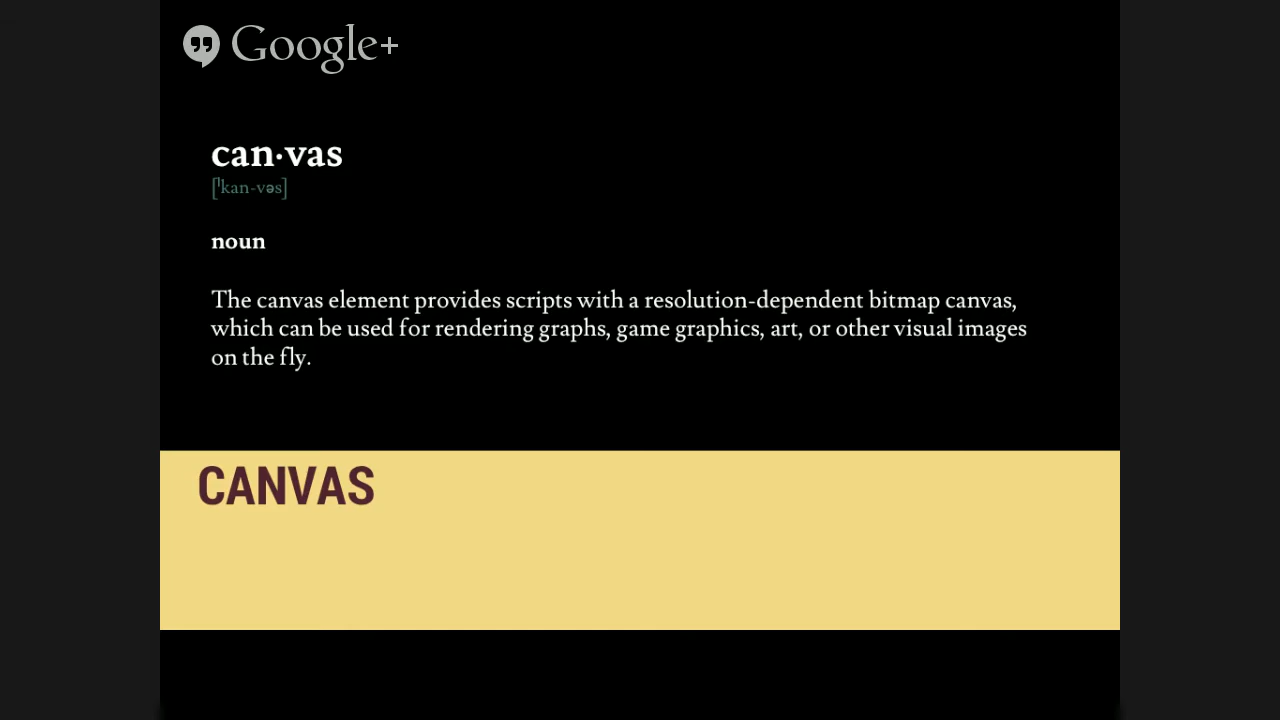 Google+
can·vas
[ˈkan-vəs]
noun
The canvas element provides scripts with a resolution-dependent bitmap canvas,
which can be used for rendering graphs, game graphics, art, or other visual images
on the fly.
CANVAS